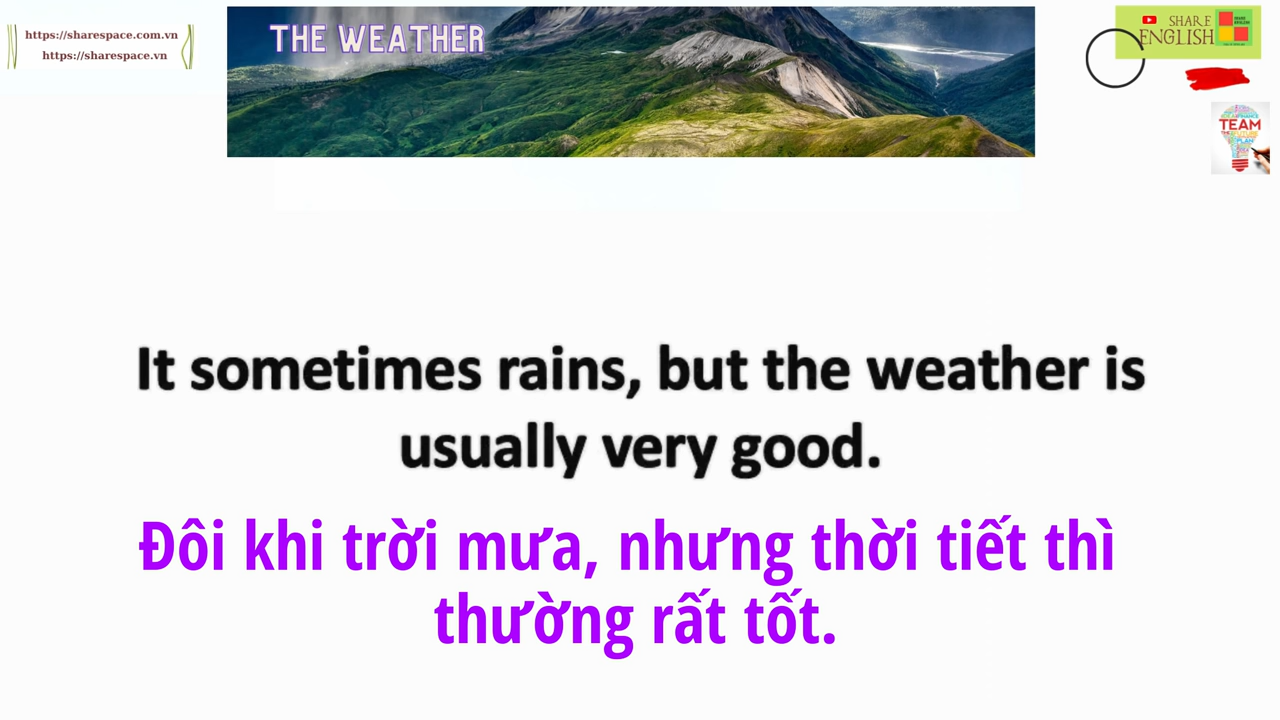 https://sharespace.com.vn
https://sharespace.vn
THE WEATHER
SHARE
ENGLISH
TEAM
PLAN
It sometimes rains, but the weather is
usually very good.
Đôi khi trời mưa, nhưng thời tiết thì
thường rất tốt.